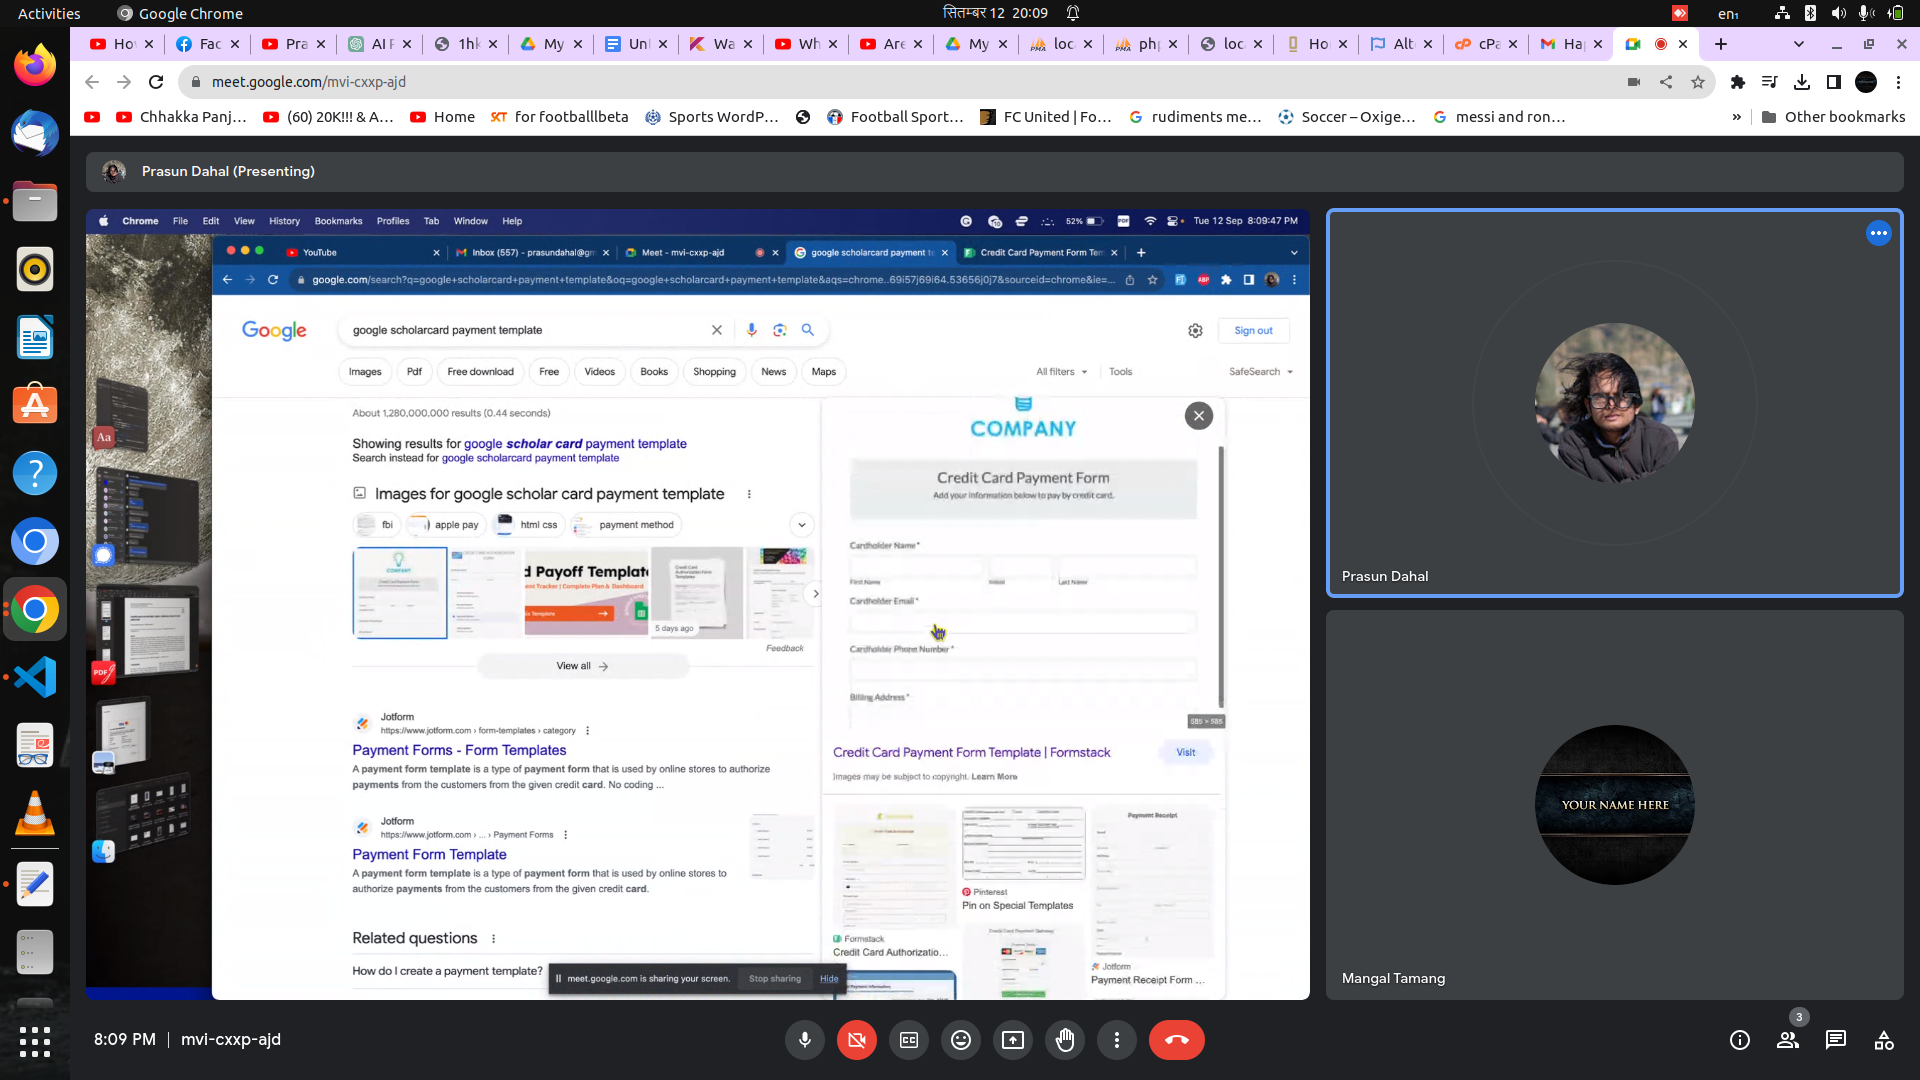 Activities
Google Chrome
सितम्बर 12 20:09
en₁
Ho
Fac
Pra
AI F
1hk
My
Un
Wa
Wh
Are
My
loc
php
loc
Ho
Alt
cPa
Ha
meet.google.com/mvi-cxxp-ajd
Chhakka Panj…
(60) 20K!!! & A…
Home
for footballlbeta
Sports WordP…
Football Sport…
FC United | Fo…
rudiments me…
Soccer – Oxige…
messi and ron…
»
Other bookmarks
Prasun Dahal (Presenting)
Chrome File Edit View History Bookmarks Profiles Tab Window Help
52%
Tue 12 Sep 8:09:47 PM
YouTube
Inbox (557) - prasundahal@gm
Meet - mvi-cxxp-ajd
google scholarcard payment te
Credit Card Payment Form Tem
google.com/search?q=google+scholarcard+payment+template&oq=google+scholarcard+payment+template&aqs=chrome..69i57j69i64.53656j0j7&sourceid=chrome&ie=...
Google
google scholarcard payment template
Sign out
Images
Pdf
Free download
Free
Videos
Books
Shopping
News
Maps
All filters
Tools
SafeSearch
About 1,280,000,000 results (0.44 seconds)
Showing results for google scholar card payment template
Search instead for google scholarcard payment template
Images for google scholar card payment template
fbi
apple pay
html css
payment method
d Payoff Templat
5 days ago
Feedback
View all
Jotform
https://www.jotform.com › form-templates › category
Payment Forms - Form Templates
A payment form template is a type of payment form that is used by online stores to authorize
payments from the customers from the given credit card. No coding ...
Jotform
https://www.jotform.com › ... › Payment Forms
Payment Form Template
A payment form template is a type of payment form that is used by online stores to
authorize payments from the customers from the given credit card.
Related questions
How do I create a payment template?
meet.google.com is sharing your screen.
Stop sharing
Hide
COMPANY
Credit Card Payment Form
Add your information below to pay by credit card.
Cardholder Name *
First Name
Initial
Last Name
Cardholder Email *
Cardholder Phone Number *
Billing Address *
585 × 585
Credit Card Payment Form Template | Formstack
Visit
Images may be subject to copyright. Learn More
Payment Receipt
Pinterest
Pin on Special Templates
Formstack
Credit Card Authorizatio...
Jotform
Payment Receipt Form ...
Prasun Dahal
YOUR NAME HERE
Mangal Tamang
8:09 PM | mvi-cxxp-ajd
3